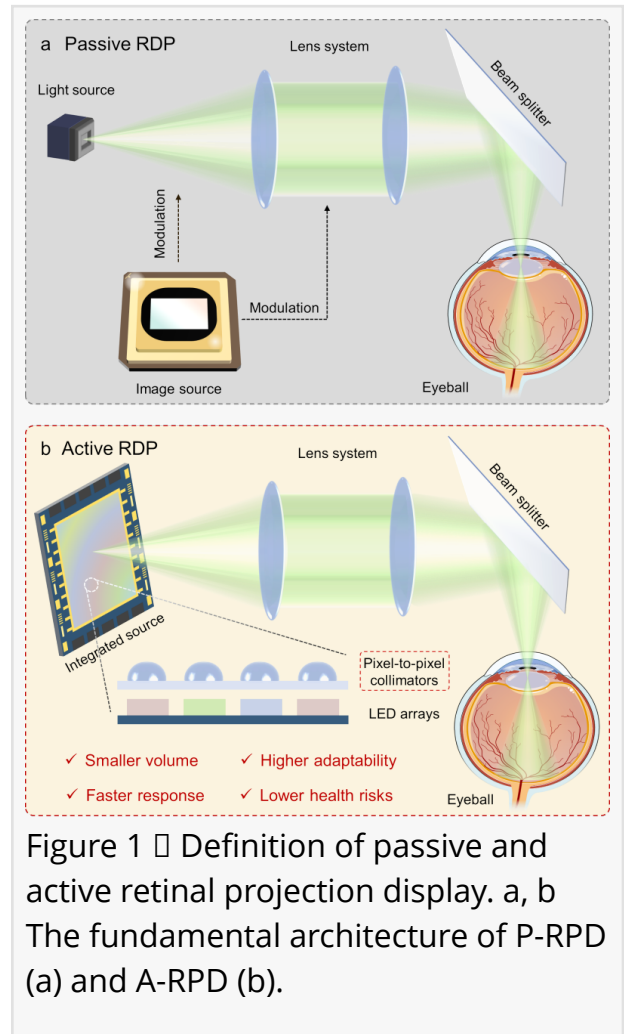 a Passive RDP
Lens system
Light source
Beam splitter
Modulation
Modulation
Image source
Eyeball
b Active RDP
Lens system
Beam splitter
Integrated source
Pixel-to-pixel
collimators
LED arrays
✓ Smaller volume
✓ Higher adaptability
✓ Faster response
✓ Lower health risks
Eyeball
Figure 1 ▯ Definition of passive and
active retinal projection display. a, b
The fundamental architecture of P-RPD
(a) and A-RPD (b).